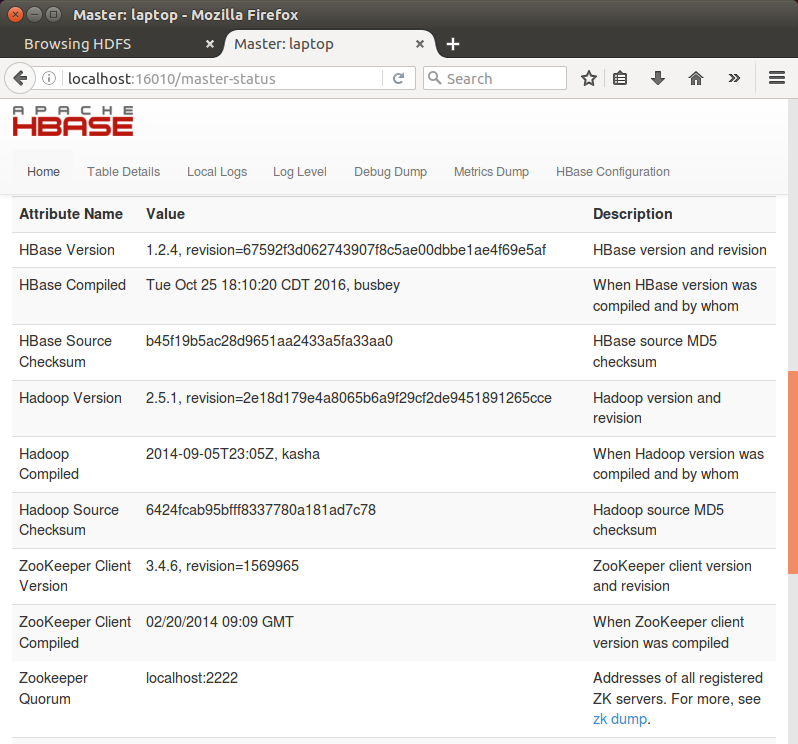 Master: laptop - Mozilla Firefox
Browsing HDFS Master: laptop
localhost:16010/master-status Search
APACHE
HBASE
Home Table Details Local Logs Log Level Debug Dump Metrics Dump HBase Configuration
Attribute Name Value Description
HBase Version 1.2.4, revision=67592f3d062743907f8c5ae00dbbe1ae4f69e5af HBase version and revision
HBase Compiled Tue Oct 25 18:10:20 CDT 2016, busbey When HBase version was
compiled and by whom
HBase Source b45f19b5ac28d9651aa2433a5fa33aa0 HBase source MD5
Checksum checksum
Hadoop Version 2.5.1, revision=2e18d179e4a8065b6a9f29cf2de9451891265cce Hadoop version and
revision
Hadoop 2014-09-05T23:05Z, kasha When Hadoop version was
Compiled compiled and by whom
Hadoop Source 6424fcab95bfff8337780a181ad7c78 Hadoop source MD5
Checksum checksum
ZooKeeper Client 3.4.6, revision=1569965 ZooKeeper client version
Version and revision
ZooKeeper Client 02/20/2014 09:09 GMT When ZooKeeper client
Compiled version was compiled
Zookeeper localhost:2222 Addresses of all registered
Quorum ZK servers. For more, see
zk dump.